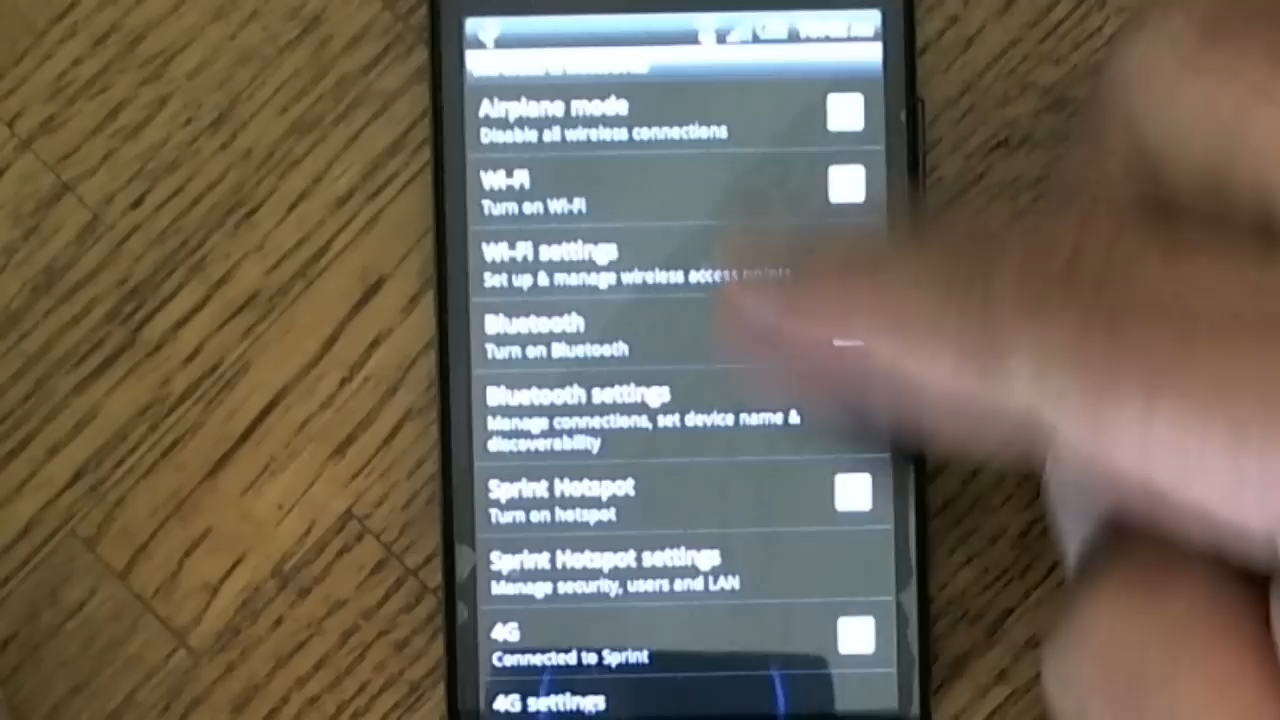 Airplane mode
Disable all wireless connections
Wi-Fi
Turn on Wi-Fi
Wi-Fi settings
Set up & manage wireless access points
Bluetooth
Turn on Bluetooth
Bluetooth settings
Manage connections, set device name &
discoverability
Sprint Hotspot
Turn on hotspot
Sprint Hotspot settings
Manage security, users and LAN
4G
Connected to Sprint
4G settings